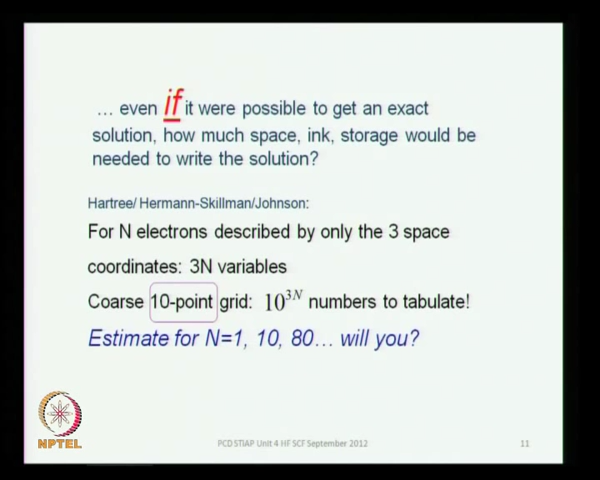 ... even if it were possible to get an exact
solution, how much space, ink, storage would be
needed to write the solution?
Hartree/ Hermann-Skillman/Johnson:
For N electrons described by only the 3 space
coordinates: 3N variables
Coarse 10-point grid: 10^{3N} numbers to tabulate!
Estimate for N=1, 10, 80... will you?
NPTEL
PCD STIAP Unit 4 HF SCF September 2012
11